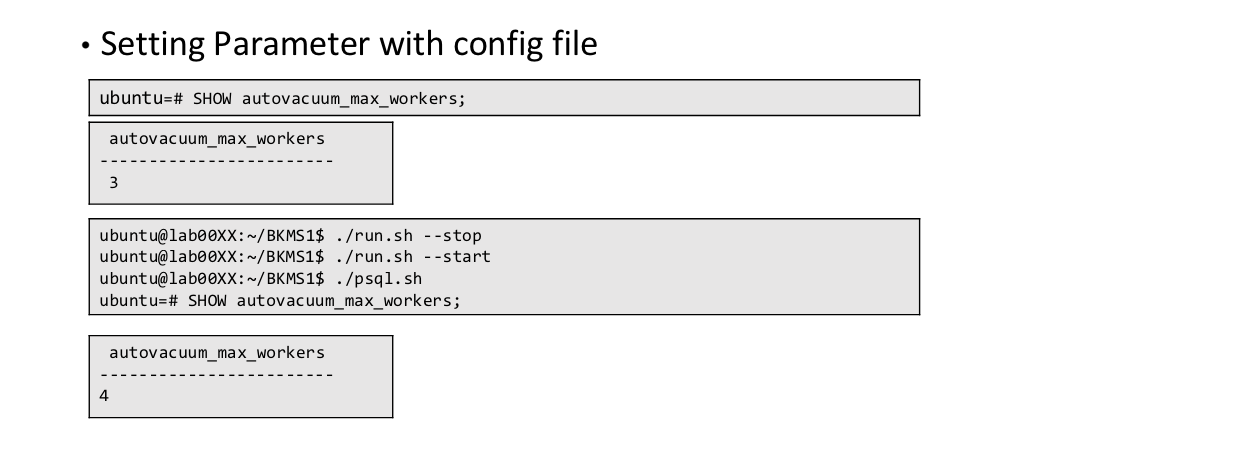 • Setting Parameter with config file
ubuntu=# SHOW autovacuum_max_workers;
autovacuum_max_workers
------------------------
3
ubuntu@lab00XX:~/BKMS1$ ./run.sh --stop
ubuntu@lab00XX:~/BKMS1$ ./run.sh --start
ubuntu@lab00XX:~/BKMS1$ ./psql.sh
ubuntu=# SHOW autovacuum_max_workers;
autovacuum_max_workers
------------------------
4